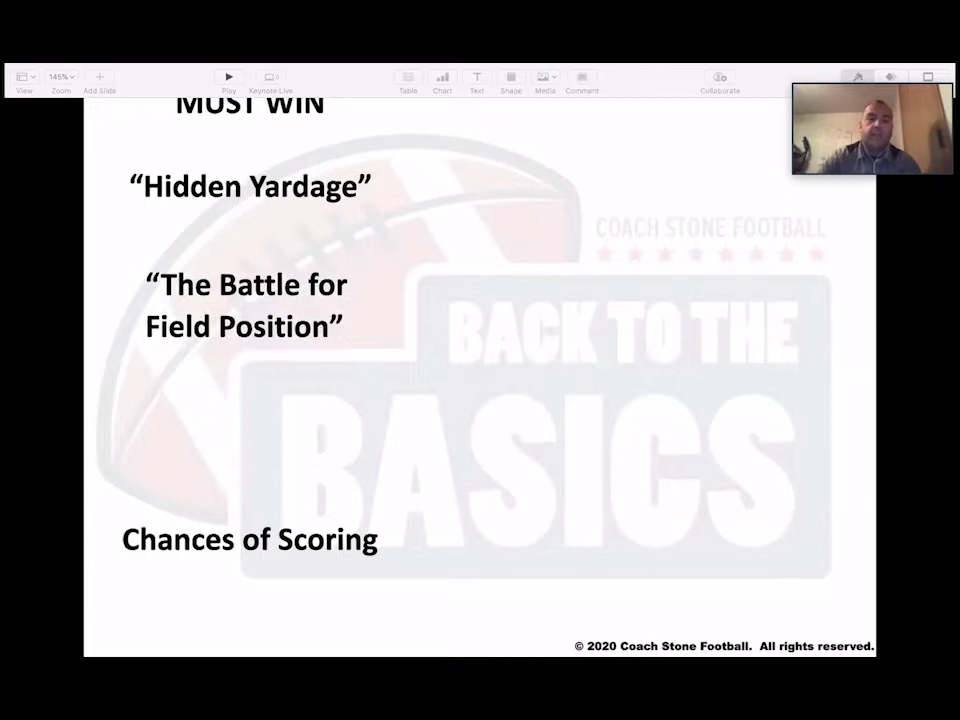 145%
View
Zoom
Add Slide
Play
Keynote Live
Table
Chart
Text
Shape
Media
Comment
Collaborate
MUST WIN
“Hidden Yardage”
COACH STONE FOOTBALL
“The Battle for
Field Position”
BACK TO THE
BASICS
Chances of Scoring
© 2020 Coach Stone Football. All rights reserved.